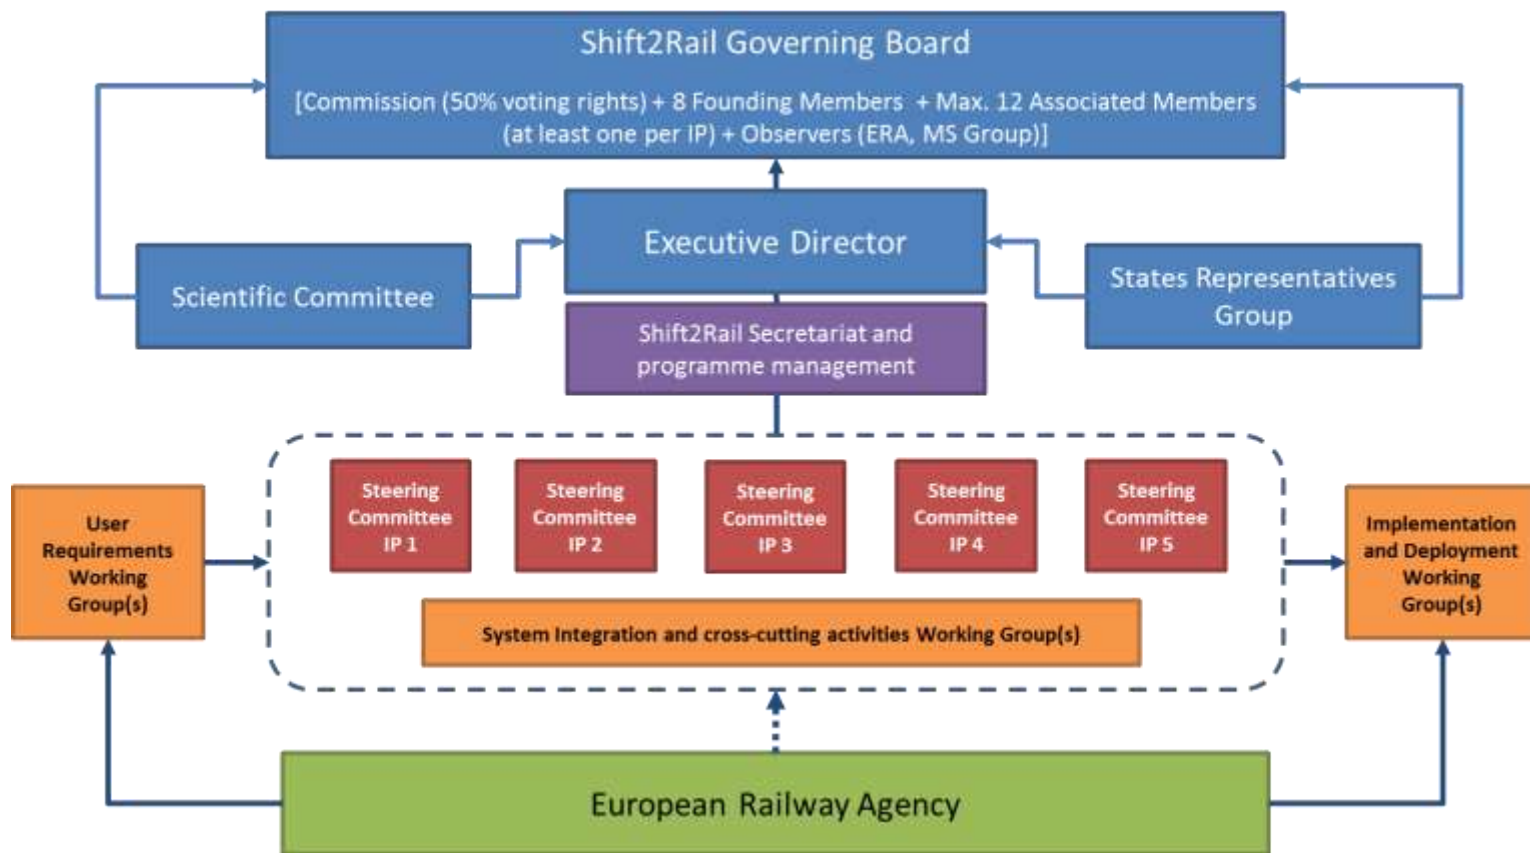 Shift2Rail Governing Board
[Commission (50% voting rights) + 8 Founding Members + Max. 12 Associated Members
(at least one per IP) + Observers (ERA, MS Group)]
Executive Director
Scientific Committee
States Representatives
Group
Shift2Rail Secretariat and
programme management
Steering
Committee
IP 1
Steering
Committee
IP 2
Steering
Committee
IP 3
Steering
Committee
IP 4
Steering
Committee
IP 5
User
Requirements
Working
Group(s)
Implementation
and Deployment
Working
Group(s)
System Integration and cross-cutting activities Working Group(s)
European Railway Agency